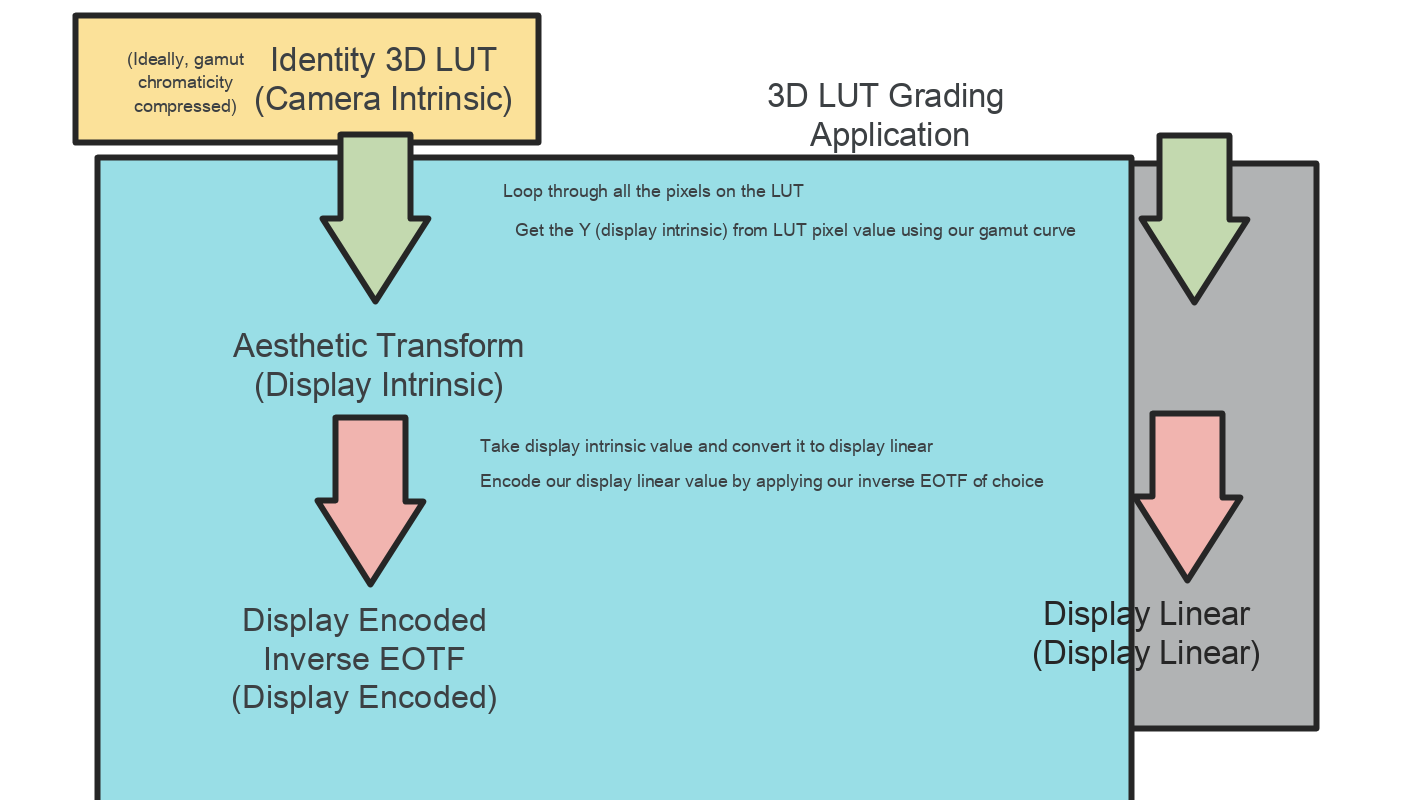 (Ideally, gamut
chromaticity
compressed)
Identity 3D LUT
(Camera Intrinsic)
3D LUT Grading
Application
Loop through all the pixels on the LUT
Get the Y (display intrinsic) from LUT pixel value using our gamut curve
Aesthetic Transform
(Display Intrinsic)
Take display intrinsic value and convert it to display linear
Encode our display linear value by applying our inverse EOTF of choice
Display Encoded
Inverse EOTF
(Display Encoded)
Display Linear
(Display Linear)